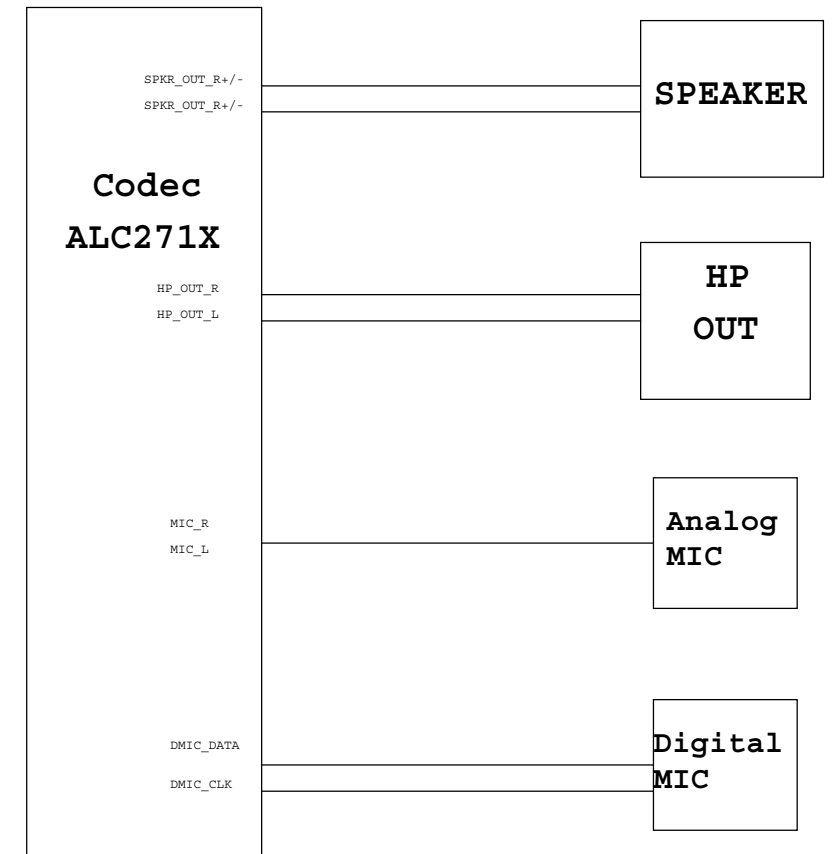 SPKR_OUT_R+/-
SPKR_OUT_R+/-
SPEAKER
Codec
ALC271X
HP_OUT_R
HP_OUT_L
HP
OUT
MIC_R
MIC_L
Analog
MIC
DMIC_DATA
DMIC_CLK
Digital
MIC